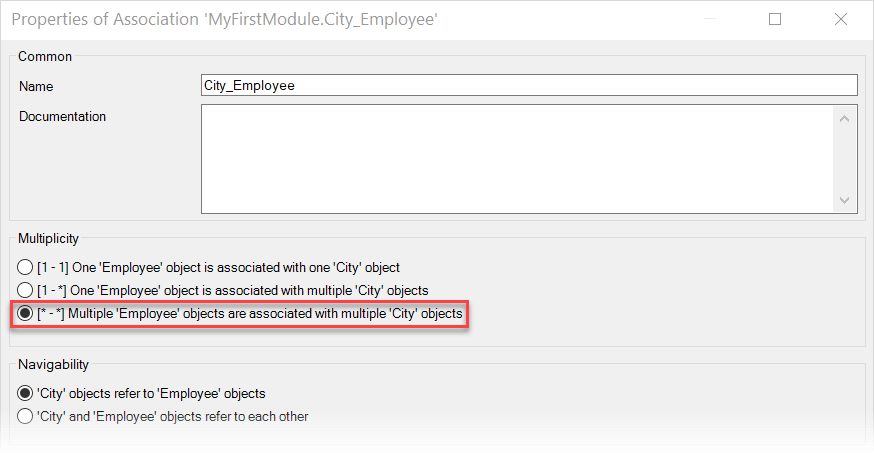 Properties of Association 'MyFirstModule.City_Employee'
Common
Name
City_Employee
Documentation
Multiplicity
[1 - 1] One 'Employee' object is associated with one 'City' object
[1 - *] One 'Employee' object is associated with multiple 'City' objects
[* - *] Multiple 'Employee' objects are associated with multiple 'City' objects
Navigability
'City' objects refer to 'Employee' objects
'City' and 'Employee' objects refer to each other